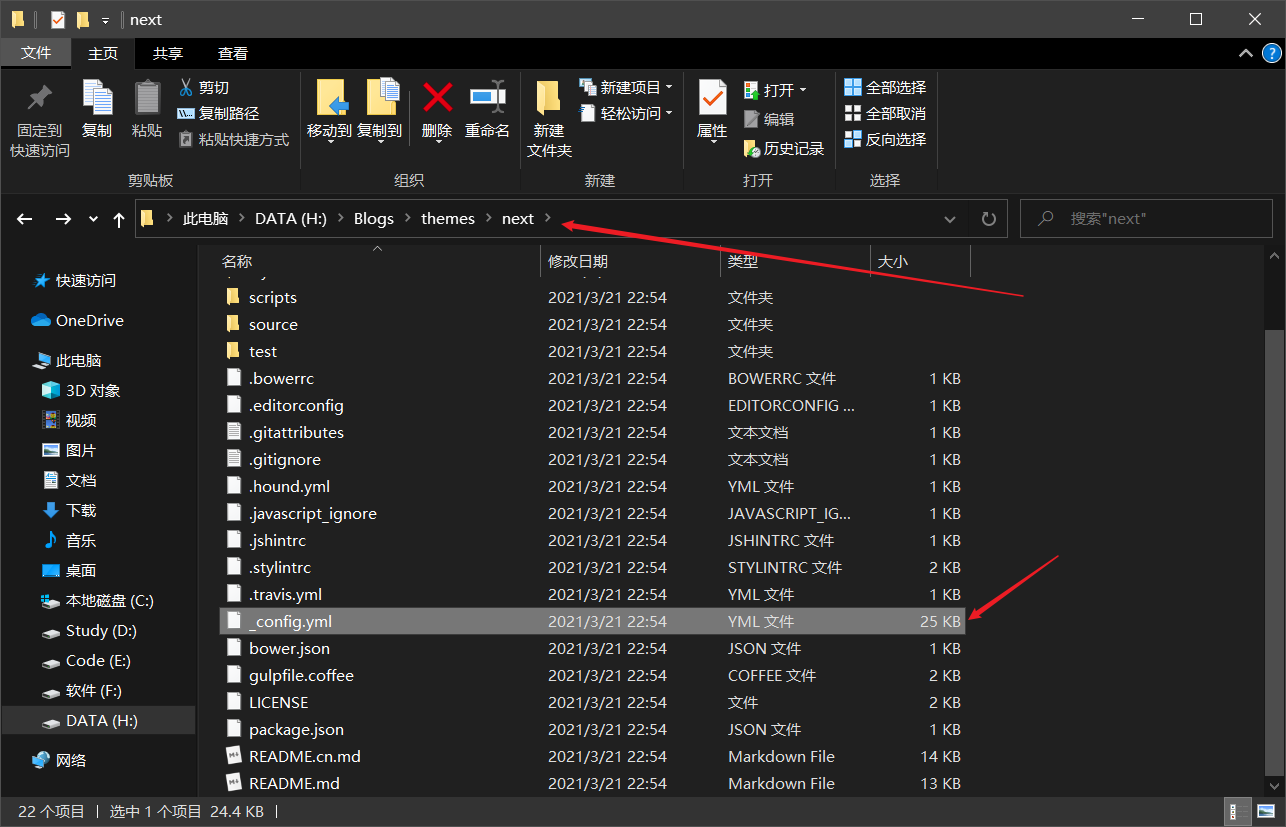 next
文件 主页 共享 查看
固定到快速访问
复制
粘贴
剪切
复制路径
粘贴快捷方式
剪贴板
移动到 复制到 删除 重命名
组织
新建文件夹
新建项目
轻松访问
新建
属性
打开
编辑
历史记录
打开
全部选择
全部取消
反向选择
选择
此电脑 DATA (H:) Blogs themes next
搜索"next"
快速访问
OneDrive
此电脑
3D 对象
视频
图片
文档
下载
音乐
桌面
本地磁盘 (C:)
Study (D:)
Code (E:)
软件 (F:)
DATA (H:)
网络
名称 修改日期 类型 大小
scripts 2021/3/21 22:54 文件夹
source 2021/3/21 22:54 文件夹
test 2021/3/21 22:54 文件夹
.bowerrc 2021/3/21 22:54 BOWERRC 文件 1 KB
.editorconfig 2021/3/21 22:54 EDITORCONFIG ... 1 KB
.gitattributes 2021/3/21 22:54 文本文档 1 KB
.gitignore 2021/3/21 22:54 文本文档 1 KB
.hound.yml 2021/3/21 22:54 YML 文件 1 KB
.javascript_ignore 2021/3/21 22:54 JAVASCRIPT_IG... 1 KB
.jshintrc 2021/3/21 22:54 JSHINTRC 文件 1 KB
.stylintrc 2021/3/21 22:54 STYLINTRC 文件 2 KB
.travis.yml 2021/3/21 22:54 YML 文件 1 KB
_config.yml 2021/3/21 22:54 YML 文件 25 KB
bower.json 2021/3/21 22:54 JSON 文件 1 KB
gulpfile.coffee 2021/3/21 22:54 COFFEE 文件 2 KB
LICENSE 2021/3/21 22:54 文件 2 KB
package.json 2021/3/21 22:54 JSON 文件 1 KB
README.cn.md 2021/3/21 22:54 Markdown File 14 KB
README.md 2021/3/21 22:54 Markdown File 13 KB
22 个项目 选中 1 个项目 24.4 KB